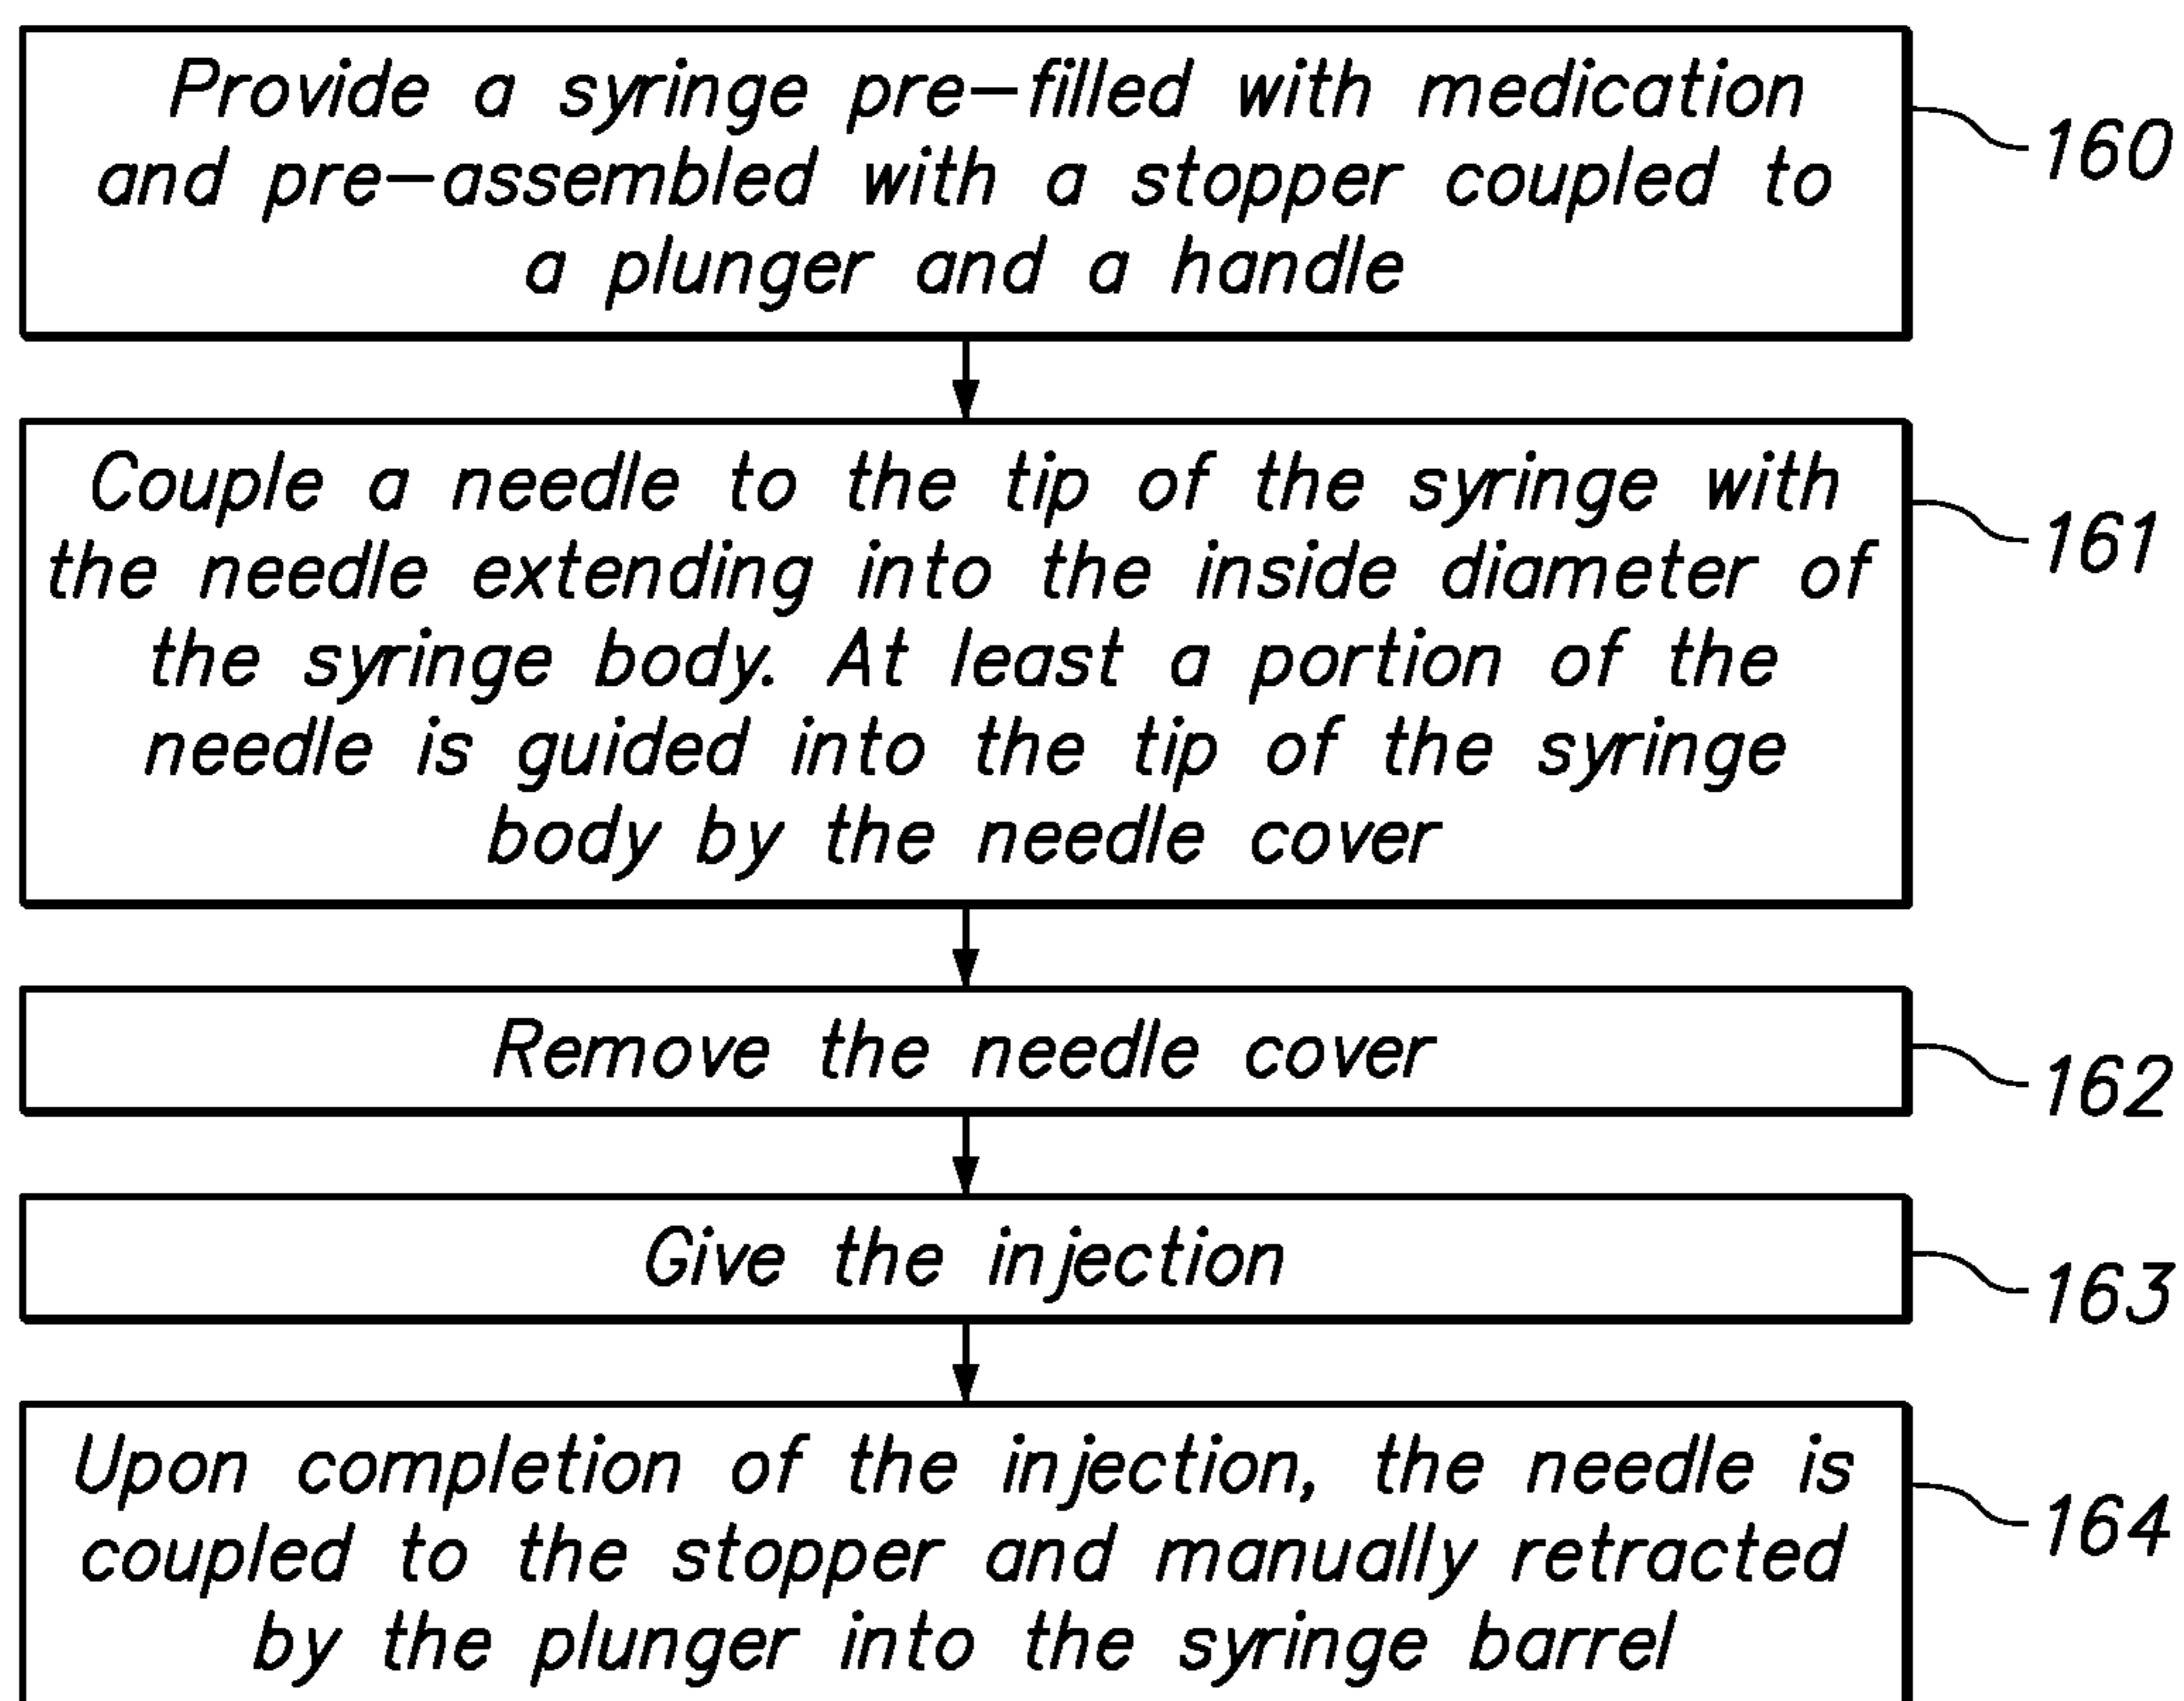 Provide a syringe pre-filled with medication
and pre-assembled with a stopper coupled to
a plunger and a handle
160
Couple a needle to the tip of the syringe with
the needle extending into the inside diameter of
the syringe body. At least a portion of the
needle is guided into the tip of the syringe
body by the needle cover
161
Remove the needle cover
162
Give the injection
163
Upon completion of the injection, the needle is
coupled to the stopper and manually retracted
by the plunger into the syringe barrel
164